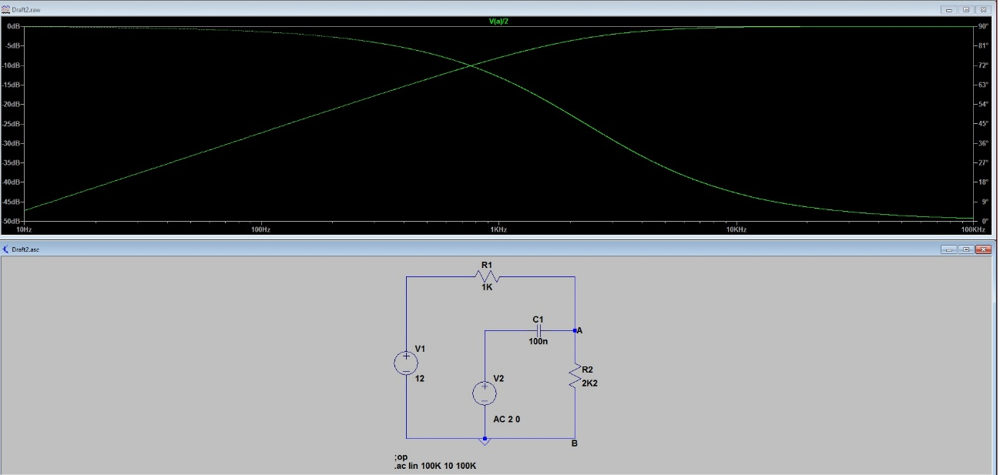 Draft2.raw
V(a)/2
0dB
90°
-5dB
81°
-10dB
72°
-15dB
63°
-20dB
54°
-25dB
45°
-30dB
36°
-35dB
27°
-40dB
18°
-45dB
9°
-50dB
0°
10Hz 100Hz 1KHz 10KHz 100KHz
Draft2.asc
R1
1K
C1
A
100n
V1
12
R2
2K2
V2
AC 2 0
B
;op
.ac lin 100K 10 100K